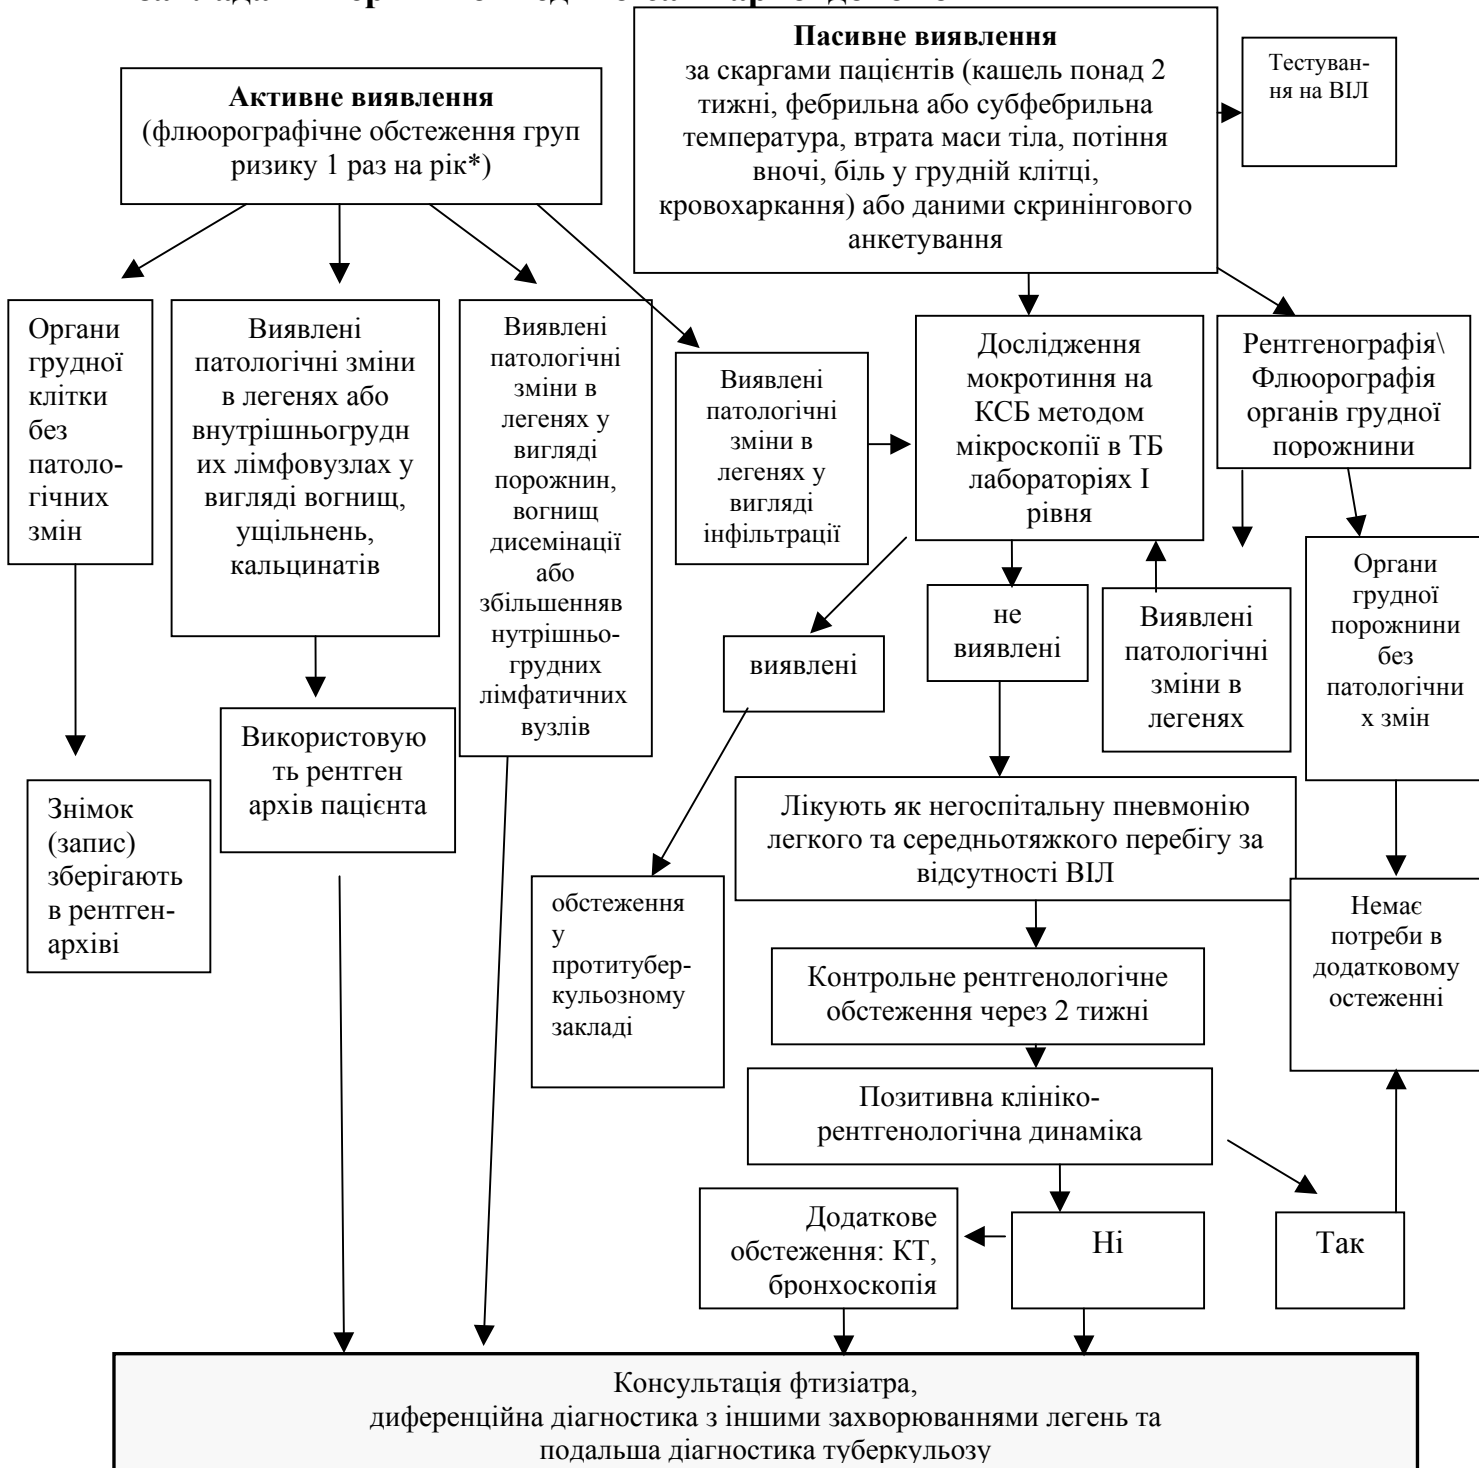 Пасивне виявлення
за скаргами пацієнтів (кашель понад 2
тижні, фебрильна або субфебрильна
температура, втрата маси тіла, потіння
вночі, біль у грудній клітці,
кровохаркання) або даними скринінгового
анкетування
Тестуван-
ня на ВІЛ
Активне виявлення
(флюорографічне обстеження груп
ризику 1 раз на рік*)
Органи
грудної
клітки
без
патоло-
гічних
змін
Виявлені
патологічні зміни
в легенях або
внутрішньогрудн
их лімфовузлах у
вигляді вогнищ,
ущільнень,
кальцинатів
Виявлені
патологічні
зміни в
легенях у
вигляді
порожнин,
вогнищ
дисемінації
або
збільшенняв
нутрішньо-
грудних
лімфатичних
вузлів
Виявлені
патологічні
зміни в
легенях у
вигляді
інфільтрації
Дослідження
мокротиння на
КСБ методом
мікроскопії в ТБ
лабораторіях І
рівня
Рентгенографія\
Флюорографія
органів грудної
порожнини
виявлені
не
виявлені
Виявлені
патологічні
зміни в
легенях
Органи
грудної
порожнини
без
патологічни
х змін
Знімок
(запис)
зберігають
в рентген-
архіві
Використовую
ть рентген
архів пацієнта
Лікують як негоспітальну пневмонію
легкого та середньотяжкого перебігу за
відсутності ВІЛ
обстеження
у
протитубер-
кульозному
закладі
Немає
потреби в
додатковому
остеженні
Контрольне рентгенологічне
обстеження через 2 тижні
Позитивна клініко-
рентгенологічна динаміка
Додаткове
обстеження: КТ,
бронхоскопія
Ні
Так
Консультація фтизіатра,
диференційна діагностика з іншими захворюваннями легень та
подальша діагностика туберкульозу